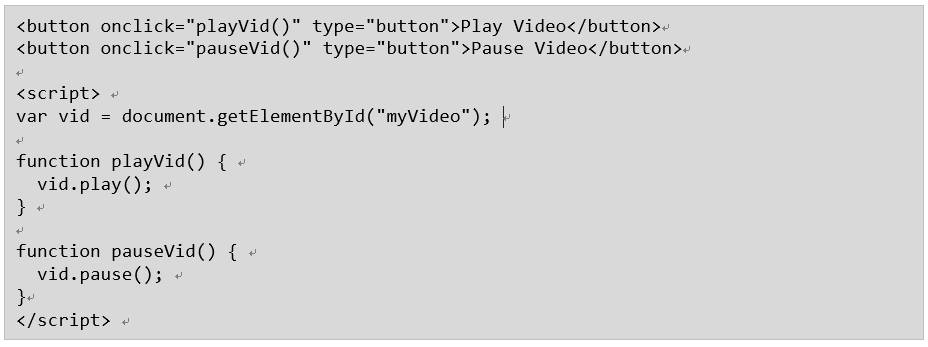 <button onclick="playVid()" type="button">Play Video</button>
<button onclick="pauseVid()" type="button">Pause Video</button>

<script>
var vid = document.getElementById("myVideo");

function playVid() {
  vid.play();
}

function pauseVid() {
  vid.pause();
}
</script>